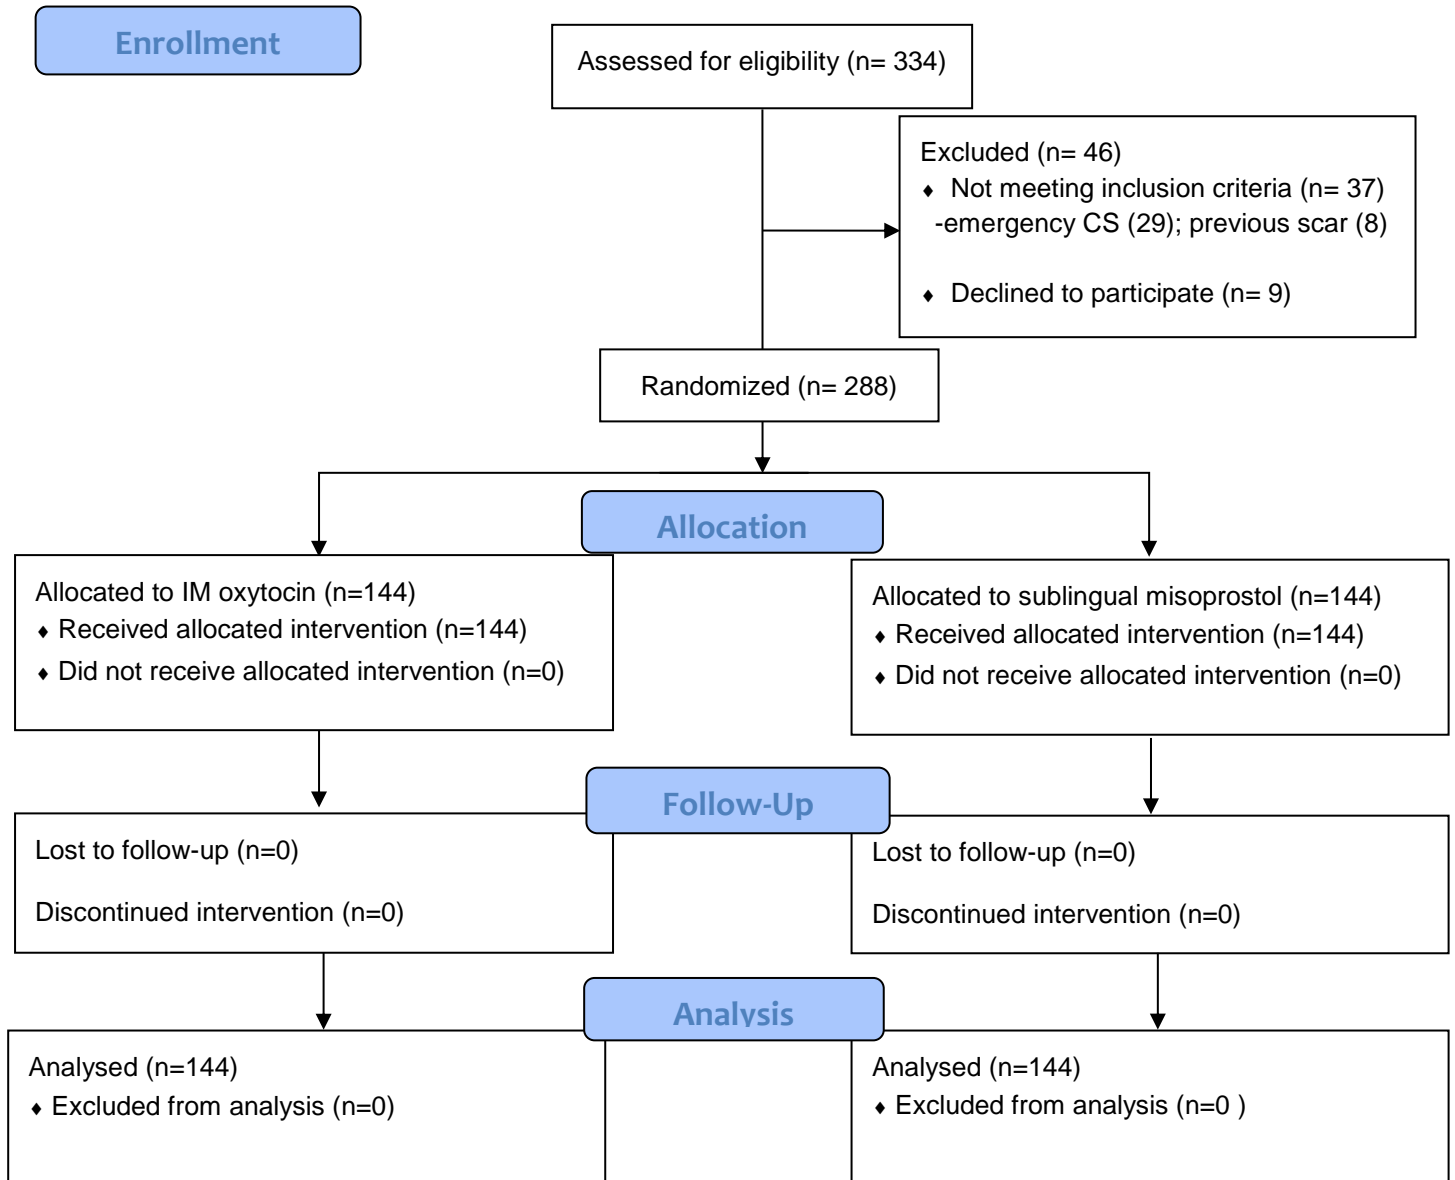 Enrollment
Assessed for eligibility (n= 334)
Excluded (n= 46)
♦ Not meeting inclusion criteria (n= 37)
-emergency CS (29); previous scar (8)
♦ Declined to participate (n= 9)
Randomized (n= 288)
Allocation
Allocated to IM oxytocin (n=144)
♦ Received allocated intervention (n=144)
♦ Did not receive allocated intervention (n=0)
Allocated to sublingual misoprostol (n=144)
♦ Received allocated intervention (n=144)
♦ Did not receive allocated intervention (n=0)
Follow-Up
Lost to follow-up (n=0)
Discontinued intervention (n=0)
Lost to follow-up (n=0)
Discontinued intervention (n=0)
Analysis
Analysed (n=144)
♦ Excluded from analysis (n=0)
Analysed (n=144)
♦ Excluded from analysis (n=0 )